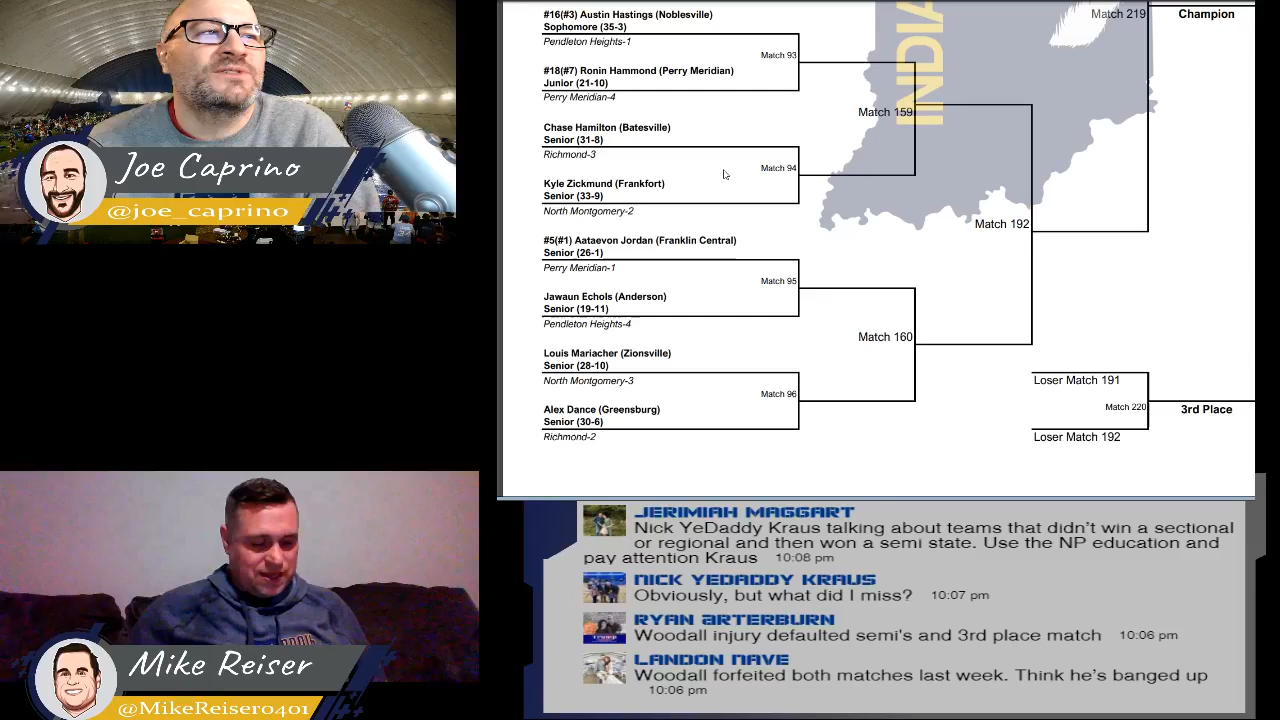 Joe Caprino
@joe_caprino
#16(#3) Austin Hastings (Noblesville)
Sophomore (35-3)
Pendleton Heights-1
Match 93
#18(#7) Ronin Hammond (Perry Meridian)
Junior (21-10)
Perry Meridian-4
Match 159
Chase Hamilton (Batesville)
Senior (31-8)
Richmond-3
Match 94
Kyle Zickmund (Frankfort)
Senior (33-9)
North Montgomery-2
Match 192
#5(#1) Aataevon Jordan (Franklin Central)
Senior (26-1)
Perry Meridian-1
Match 95
Jawaun Echols (Anderson)
Senior (19-11)
Pendleton Heights-4
Match 160
Louis Mariacher (Zionsville)
Senior (28-10)
North Montgomery-3
Match 96
Alex Dance (Greensburg)
Senior (30-6)
Richmond-2
INDIA
Match 219
Champion
Loser Match 191
Match 220
3rd Place
Loser Match 192
Mike Reiser
@MikeReiser0401
JERIMIAH MAGGART
Nick YeDaddy Kraus talking about teams that didn't win a sectional
or regional and then won a semi state. Use the NP education and
pay attention Kraus 10:08 pm
NICK YEDADDY KRAUS
Obviously, but what did I miss? 10:07 pm
RYAN ARTERBURN
Woodall injury defaulted semi's and 3rd place match 10:06 pm
LANDON NAVE
Woodall forfeited both matches last week. Think he's banged up
10:06 pm